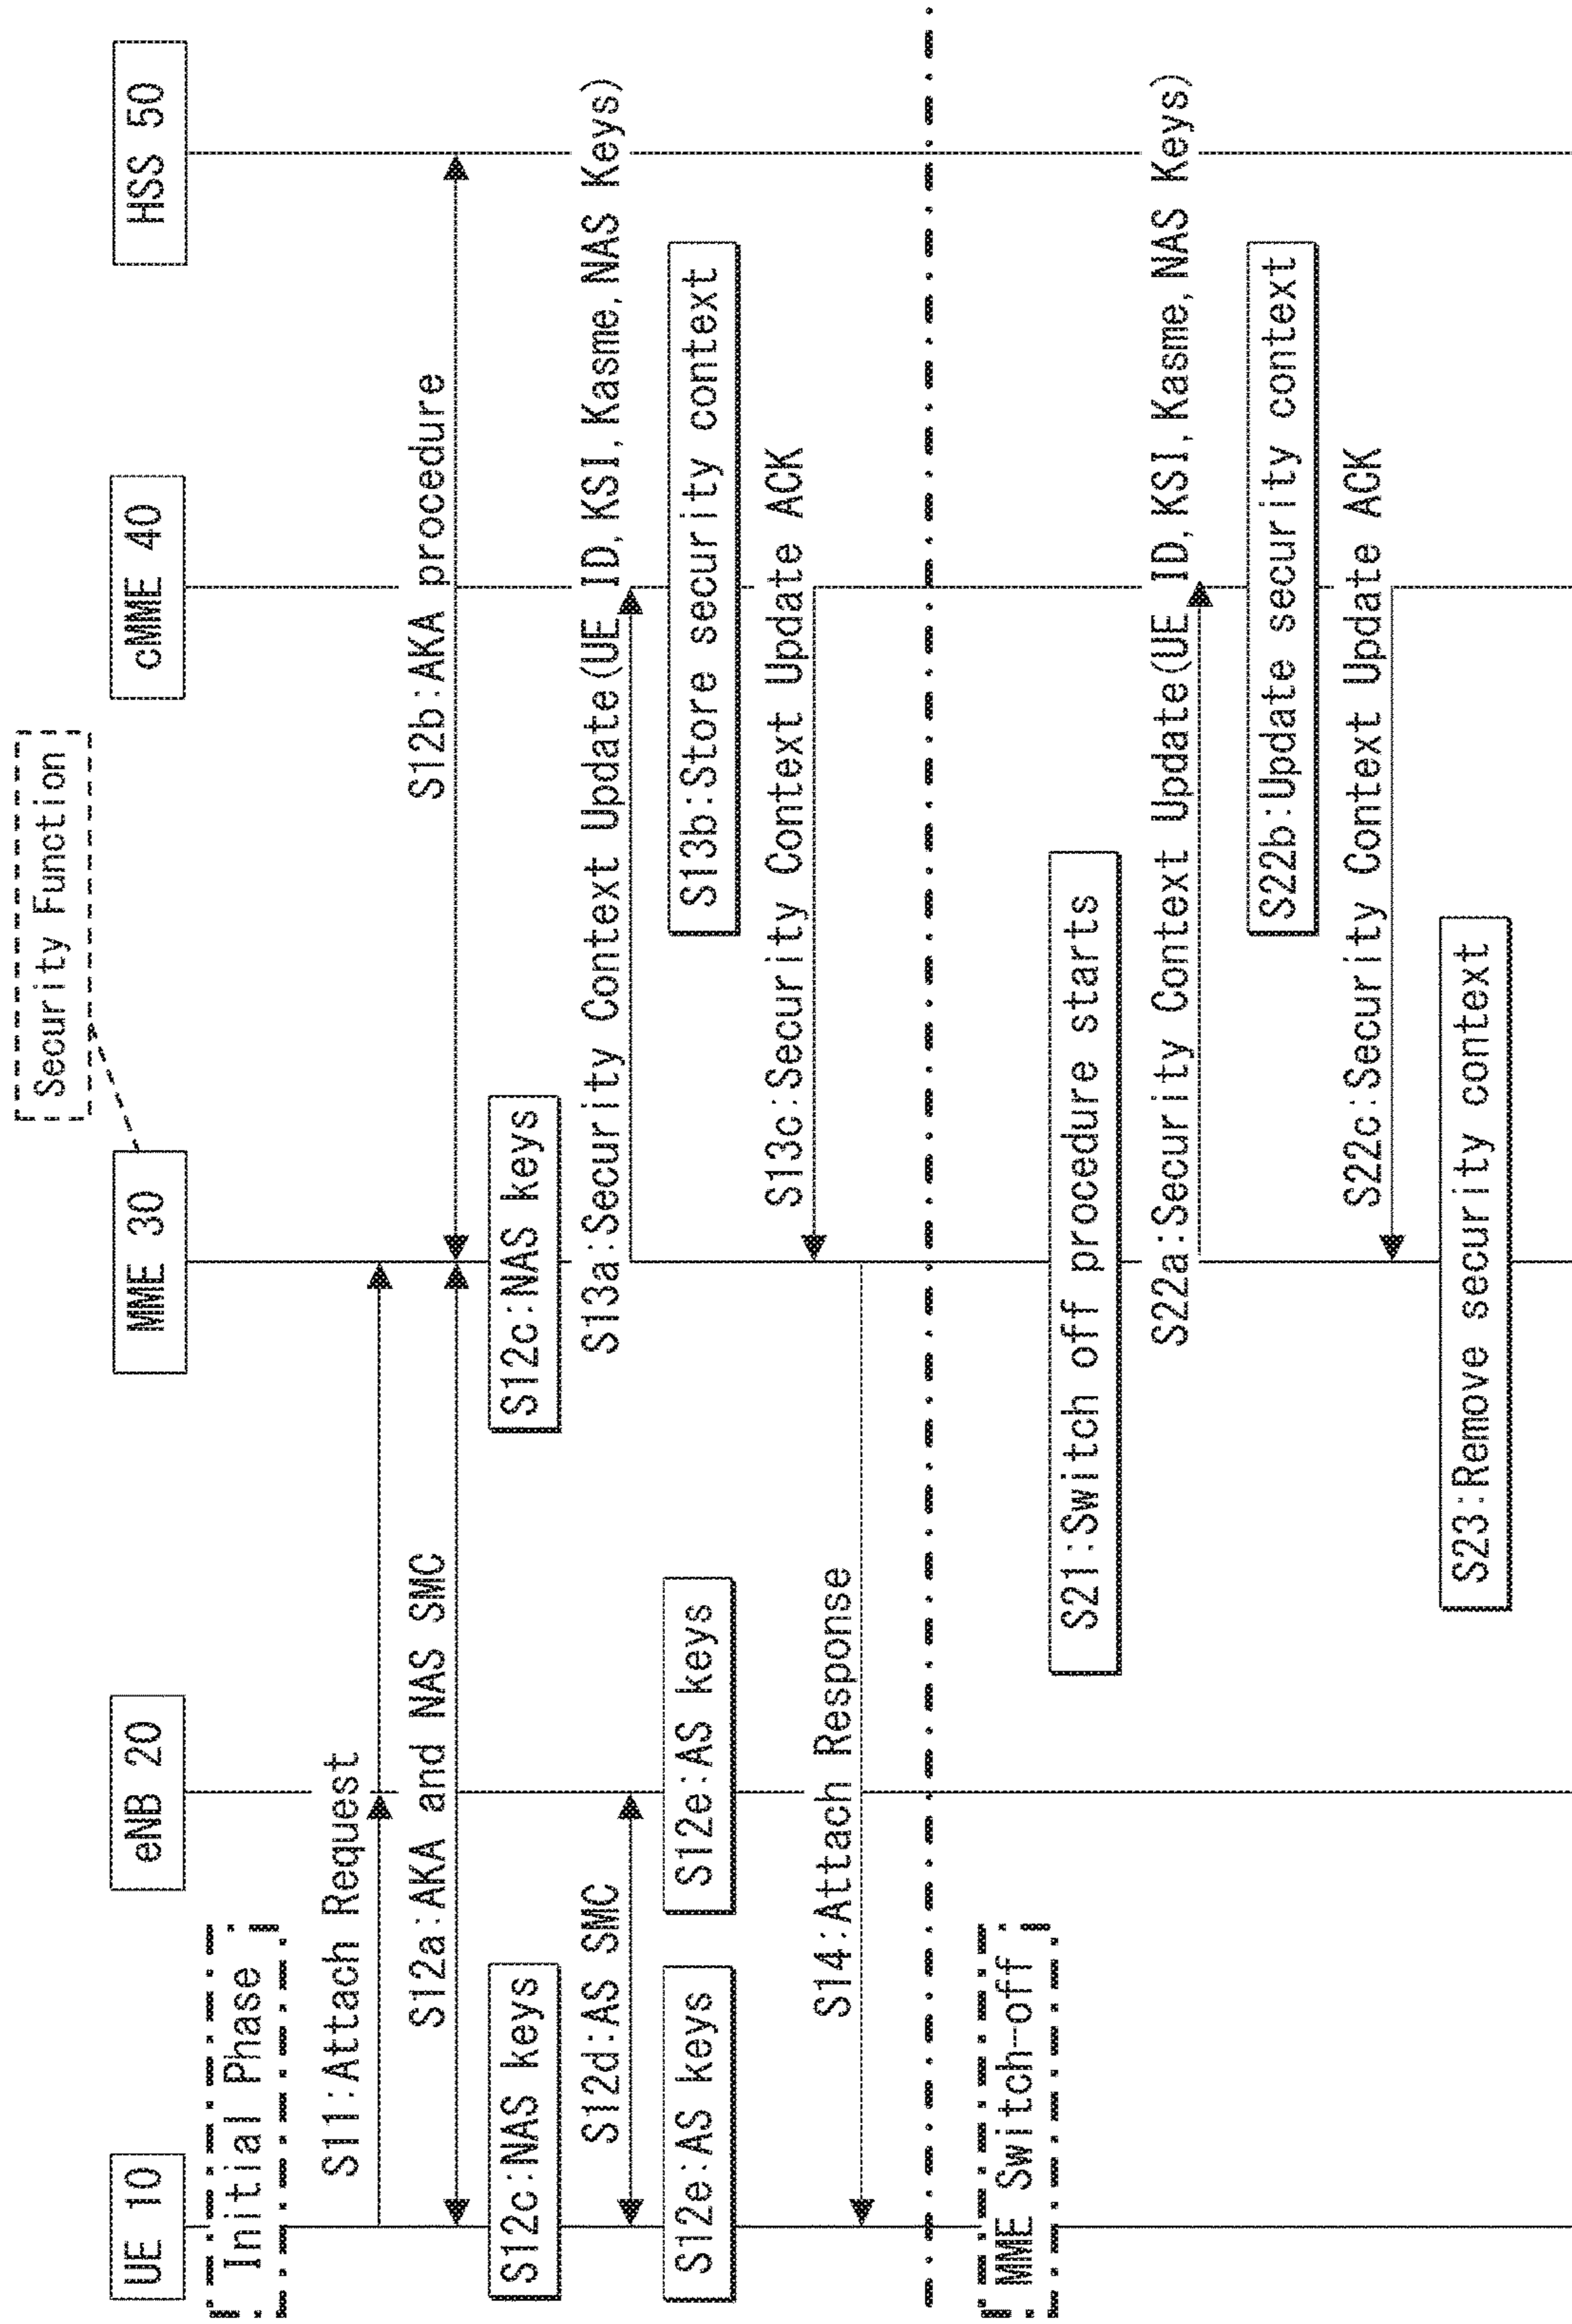 Security Function
UE 10
eNB 20
MME 30
cMME 40
HSS 50
Initial Phase
S11:Attach Request
S12a:AKA and NAS SMC
S12b:AKA procedure
S12c:NAS keys
S12c:NAS keys
S12d:AS SMC
S13a:Security Context Update(UE ID,KSI,Kasme,NAS Keys)
S12e:AS keys
S12e:AS keys
S13b:Store security context
S13c:Security Context Update ACK
S14:Attach Response
MME Switch-off
S21:Switch off procedure starts
S22a:Security Context Update(UE ID,KSI,Kasme,NAS Keys)
S22b:Update security context
S22c:Security Context Update ACK
S23:Remove security context